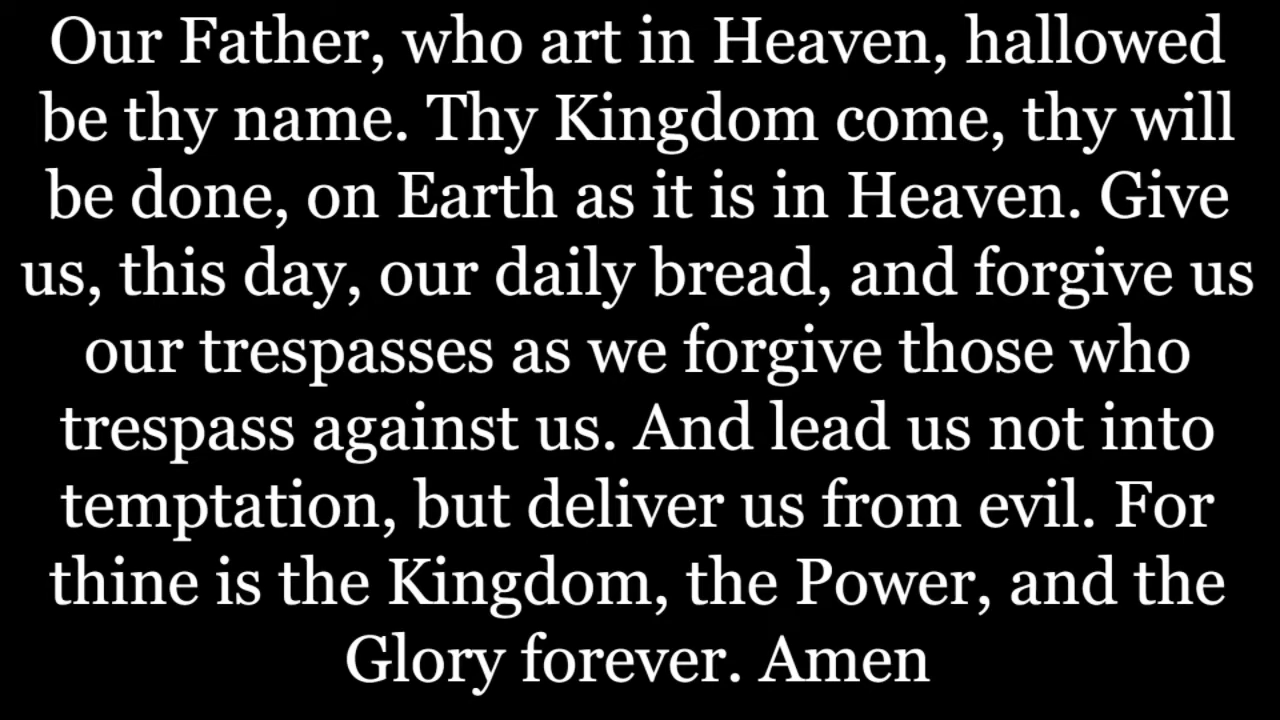 Our Father, who art in Heaven, hallowed
be thy name. Thy Kingdom come, thy will
be done, on Earth as it is in Heaven. Give
us, this day, our daily bread, and forgive us
our trespasses as we forgive those who
trespass against us. And lead us not into
temptation, but deliver us from evil. For
thine is the Kingdom, the Power, and the
Glory forever. Amen